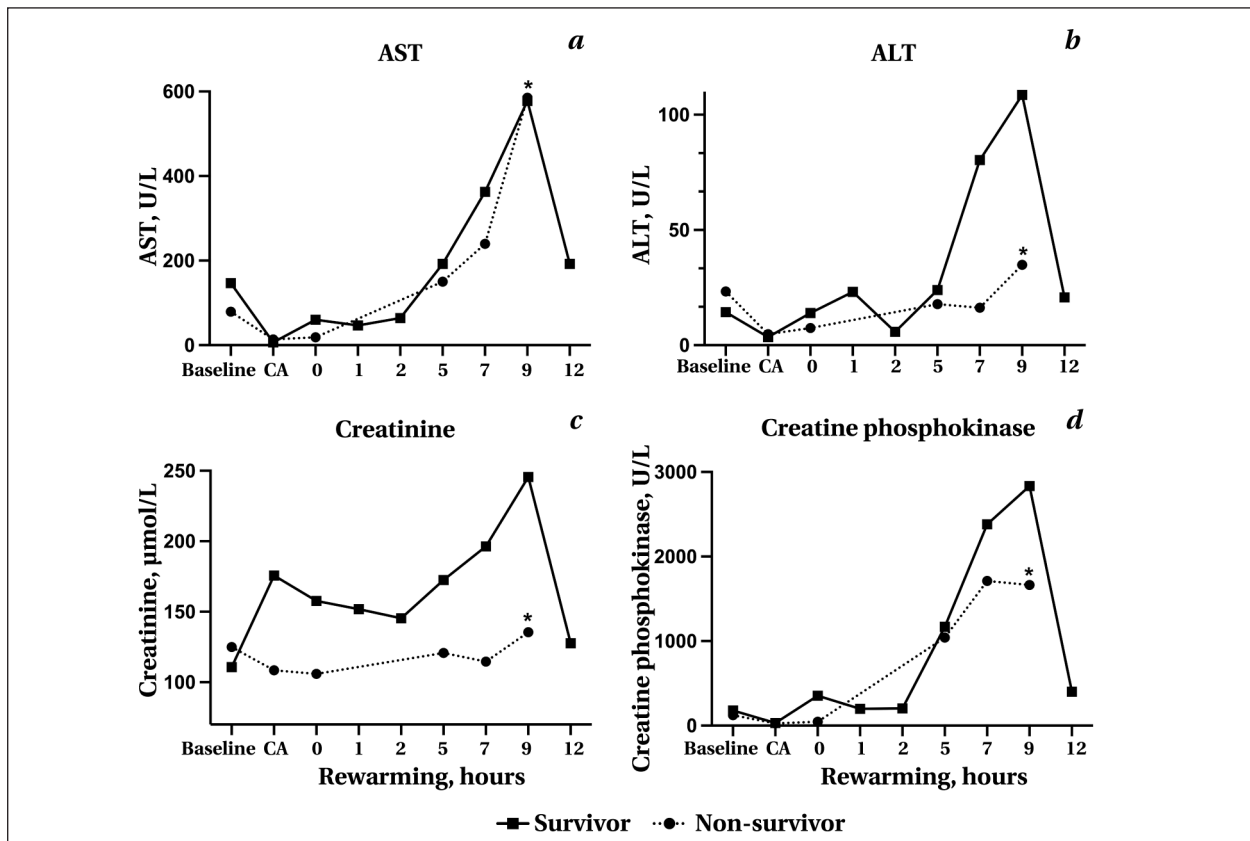 AST
a
600
400
200
0
AST, U/L
*
Baseline CA 0 1 2 5 7 9 12
ALT
b
100
50
0
ALT, U/L
*
Baseline CA 0 1 2 5 7 9 12
Creatinine
c
250
200
150
100
Creatinine, µmol/L
*
Baseline CA 0 1 2 5 7 9 12
Rewarming, hours
Creatine phosphokinase
d
3000
2000
1000
0
Creatine phosphokinase, U/L
*
Baseline CA 0 1 2 5 7 9 12
Rewarming, hours
Survivor Non-survivor